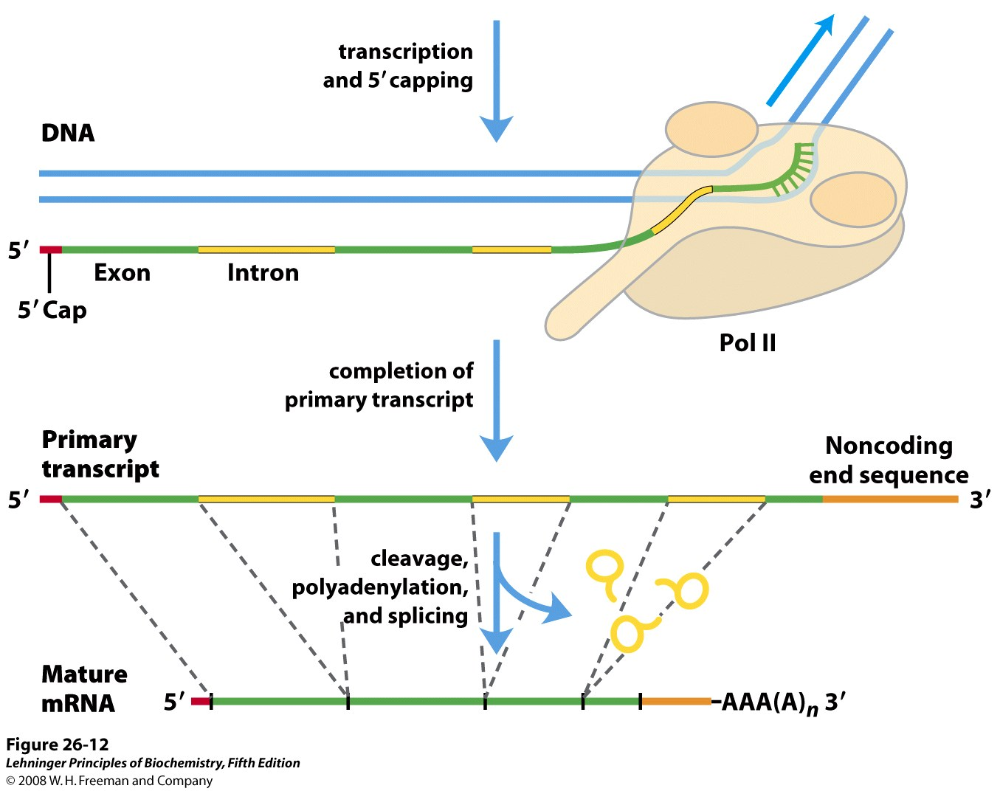 transcription
and 5′ capping
DNA
5′
Exon
Intron
5′ Cap
Pol II
completion of
primary transcript
Primary
transcript
Noncoding
end sequence
5′
3′
cleavage,
polyadenylation,
and splicing
Mature
mRNA
5′
–AAA(A)n 3′
Figure 26-12
Lehninger Principles of Biochemistry, Fifth Edition
© 2008 W. H. Freeman and Company